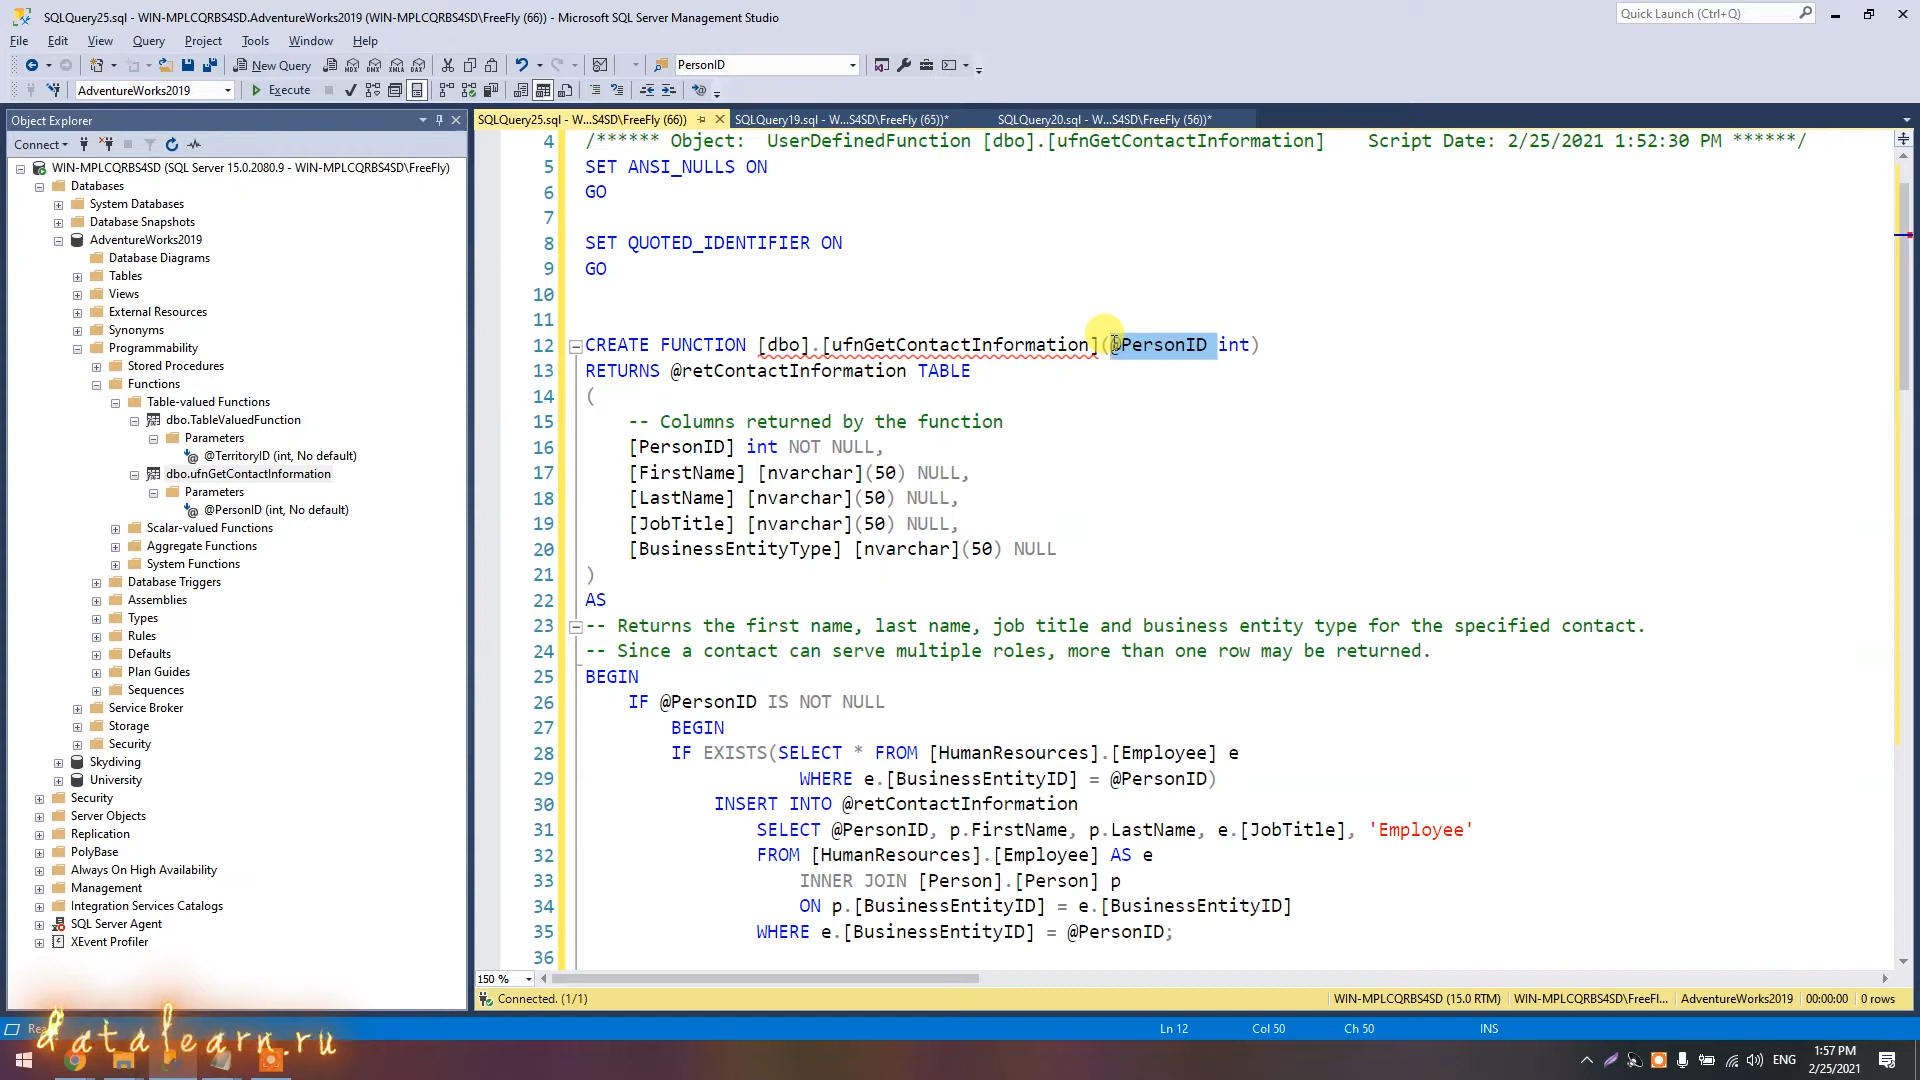 SQLQuery25.sql - WIN-MPLCQRBS4SD.AdventureWorks2019 (WIN-MPLCQRBS4SD\FreeFly (66)) - Microsoft SQL Server Management Studio
Quick Launch (Ctrl+Q)
File Edit View Query Project Tools Window Help
New Query
PersonID
AdventureWorks2019
Execute
Object Explorer
SQLQuery25.sql - W...S4SD\FreeFly (66))
SQLQuery19.sql - W...S4SD\FreeFly (65))*
SQLQuery20.sql - W...S4SD\FreeFly (56))*
Connect
WIN-MPLCQRBS4SD (SQL Server 15.0.2080.9 - WIN-MPLCQRBS4SD\FreeFly)
Databases
System Databases
Database Snapshots
AdventureWorks2019
Database Diagrams
Tables
Views
External Resources
Synonyms
Programmability
Stored Procedures
Functions
Table-valued Functions
dbo.TableValuedFunction
Parameters
@TerritoryID (int, No default)
dbo.ufnGetContactInformation
Parameters
@PersonID (int, No default)
Scalar-valued Functions
Aggregate Functions
System Functions
Database Triggers
Assemblies
Types
Rules
Defaults
Plan Guides
Sequences
Service Broker
Storage
Security
Skydiving
University
Security
Server Objects
Replication
PolyBase
Always On High Availability
Management
Integration Services Catalogs
SQL Server Agent
XEvent Profiler
4 /****** Object:  UserDefinedFunction [dbo].[ufnGetContactInformation]    Script Date: 2/25/2021 1:52:30 PM ******/
5 SET ANSI_NULLS ON
6 GO
7
8 SET QUOTED_IDENTIFIER ON
9 GO
10
11
12 CREATE FUNCTION [dbo].[ufnGetContactInformation](@PersonID int)
13 RETURNS @retContactInformation TABLE
14 (
15     -- Columns returned by the function
16     [PersonID] int NOT NULL,
17     [FirstName] [nvarchar](50) NULL,
18     [LastName] [nvarchar](50) NULL,
19     [JobTitle] [nvarchar](50) NULL,
20     [BusinessEntityType] [nvarchar](50) NULL
21 )
22 AS
23 -- Returns the first name, last name, job title and business entity type for the specified contact.
24 -- Since a contact can serve multiple roles, more than one row may be returned.
25 BEGIN
26     IF @PersonID IS NOT NULL
27         BEGIN
28         IF EXISTS(SELECT * FROM [HumanResources].[Employee] e
29                     WHERE e.[BusinessEntityID] = @PersonID)
30             INSERT INTO @retContactInformation
31                 SELECT @PersonID, p.FirstName, p.LastName, e.[JobTitle], 'Employee'
32                 FROM [HumanResources].[Employee] AS e
33                     INNER JOIN [Person].[Person] p
34                     ON p.[BusinessEntityID] = e.[BusinessEntityID]
35                 WHERE e.[BusinessEntityID] = @PersonID;
36
150 %
Connected. (1/1)
WIN-MPLCQRBS4SD (15.0 RTM)
WIN-MPLCQRBS4SD\FreeFl...
AdventureWorks2019
00:00:00
0 rows
Ln 12
Col 50
Ch 50
INS
datalearn.ru
ENG
1:57 PM
2/25/2021